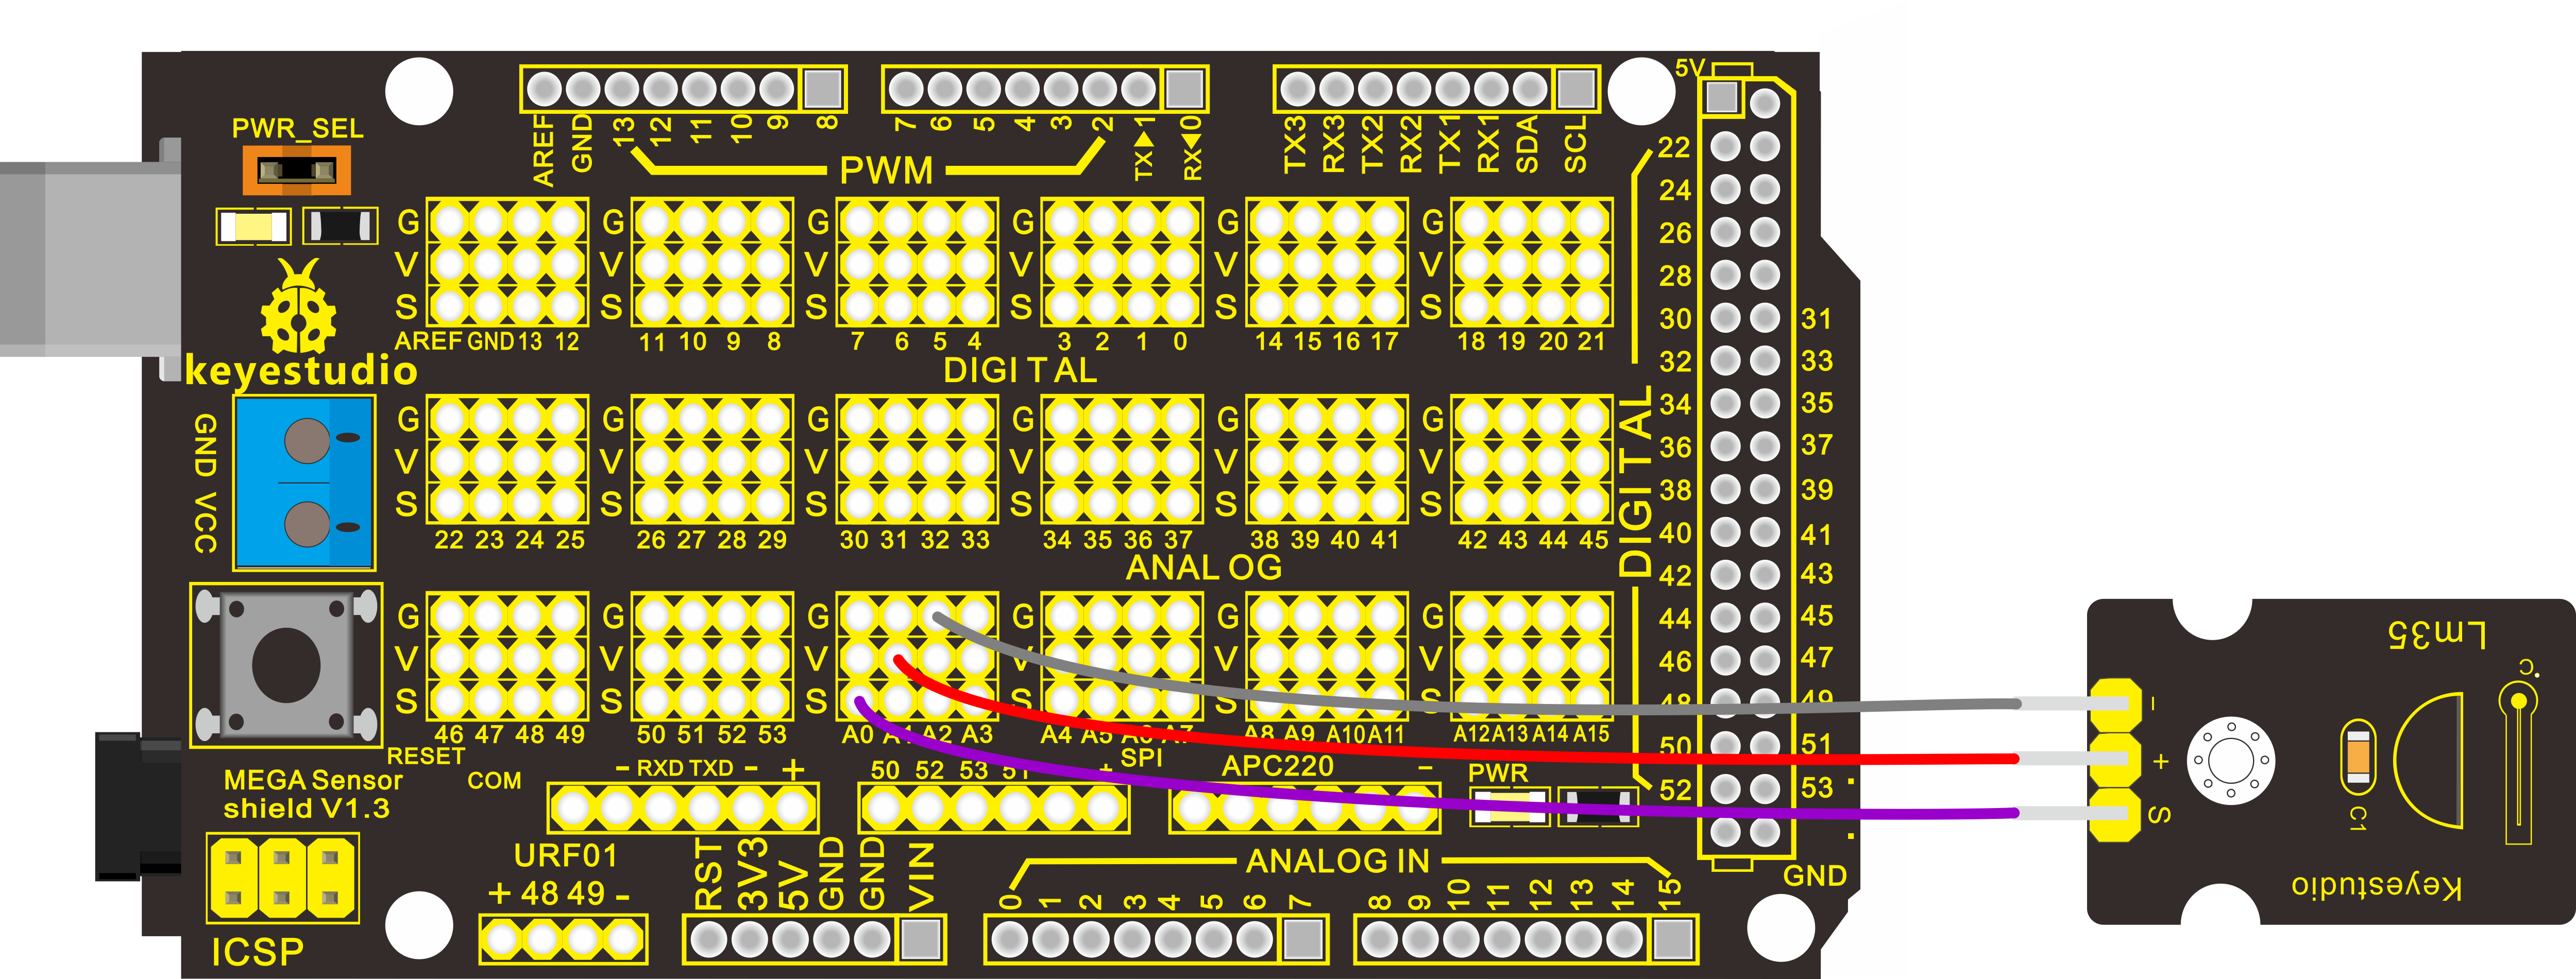 5V
PWR_SEL
AREF GND 13 12 11 10 9 8
7 6 5 4 3 2 TX▶1 RX◀0
TX3 RX3 TX2 RX2 TX1 RX1 SDA SCL
PWM
G G G G G G
V V V V V V
S S S S S S
AREF GND 13 12
11 10 9 8
7 6 5 4
3 2 1 0
14 15 16 17
18 19 20 21
DIGITAL
keyestudio
GND VCC
G G G G G G
V V V V V V
S S S S S S
22 23 24 25
26 27 28 29
30 31 32 33
34 35 36 37
38 39 40 41
42 43 44 45
ANALOG
DIGITAL
22
24
26
28
30 31
32 33
34 35
36 37
38 39
40 41
42 43
44 45
46 47
48 49
50 51
52 53
GND
G G G G G G
V V V V V V
S S S S S S
46 47 48 49
50 51 52 53
A0 A1 A2 A3
A4 A5 A6 A7
A8 A9 A10 A11
A12 A13 A14 A15
RESET
COM
- RXD TXD - +
50 52 53 51 +
SPI
APC220 -
PWR
MEGA Sensor
shield V1.3
ICSP
URF01
+ 48 49 -
RST 3V3 5V GND GND VIN
ANALOG IN
0 1 2 3 4 5 6 7
8 9 10 11 12 13 14 15
Lm35
°C
-
+
S
C1
Keyestudio